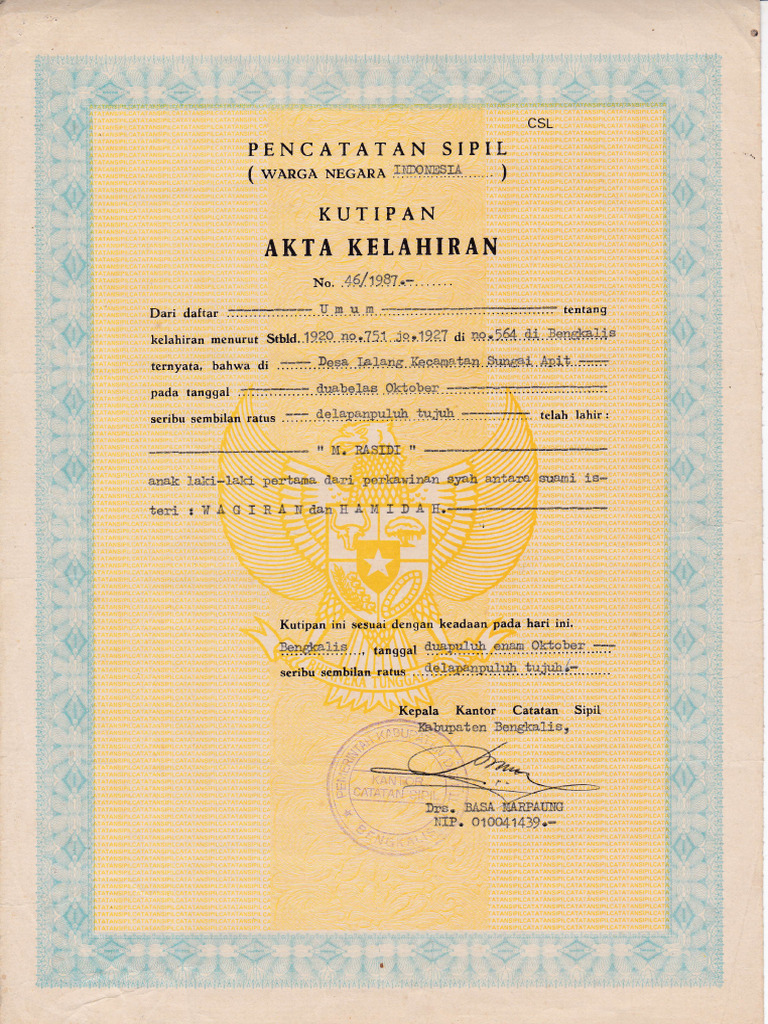 CSL
PENCATATAN SIPIL
( WARGA NEGARA INDONESIA )
KUTIPAN
AKTA KELAHIRAN
No. 46/1987.-
Dari daftar ---------- U m u m ---------- tentang
kelahiran menurut Stbld. 1920 no.751 jo.1927 di no.564 di Bengkalis
ternyata, bahwa di ---- Desa Lalang Kecamatan Sungai Apit ----
pada tanggal ---------- duabelas Oktober ----------
seribu sembilan ratus --- delapanpuluh tujuh ---------- telah lahir :
---------- " M. RASIDI " ----------
anak laki-laki pertama dari perkawinan syah antara suami is-
teri : W A G I R A N dan H A M I D A H.----------
Kutipan ini sesuai dengan keadaan pada hari ini.
Bengkalis, tanggal duapuluh enam Oktober ---
seribu sembilan ratus delapanpuluh tujuh.-
Kepala Kantor Catatan Sipil
Kabupaten Bengkalis,
KANTOR
CATATAN SIPIL
BENGKALIS
Drs. BASA MARPAUNG
NIP. 010041439.-